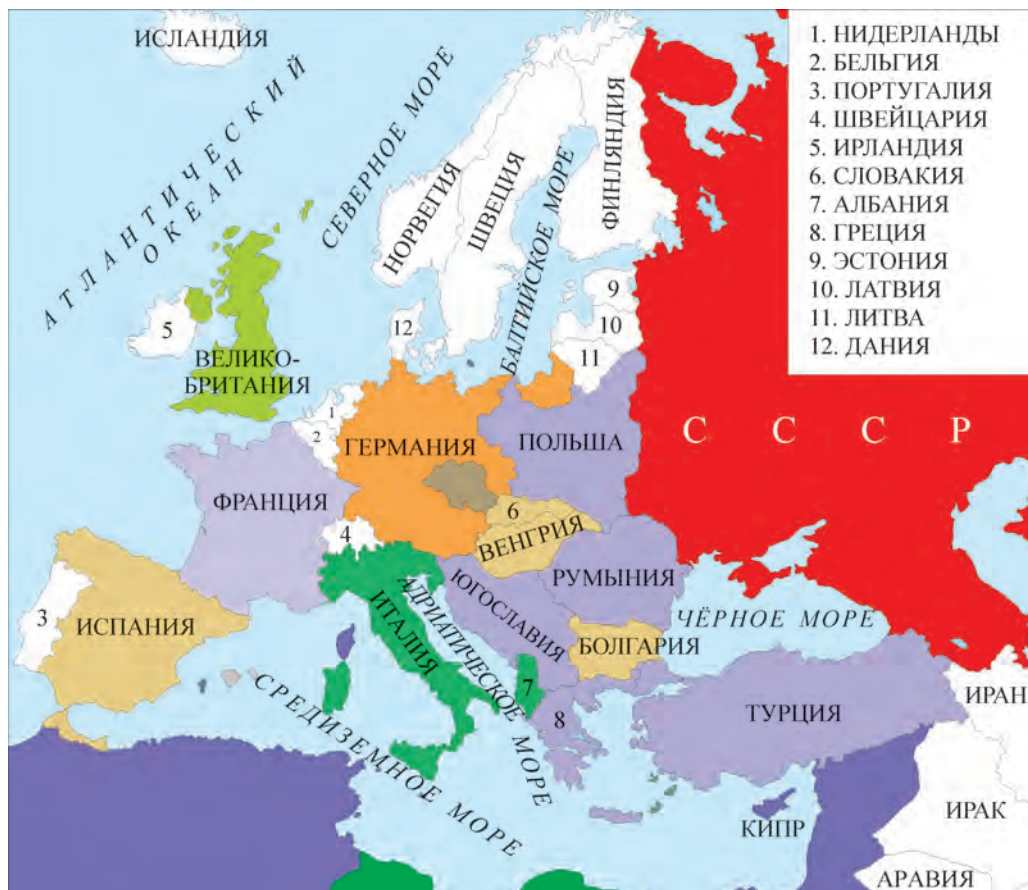 ИСЛАНДИЯ
АТЛАНТИЧЕСКИЙ
ОКЕАН
СЕВЕРНОЕ МОРЕ
НОРВЕГИЯ
ШВЕЦИЯ
ФИНЛЯНДИЯ
БАЛТИЙСКОЕ МОРЕ
1. НИДЕРЛАНДЫ
2. БЕЛЬГИЯ
3. ПОРТУГАЛИЯ
4. ШВЕЙЦАРИЯ
5. ИРЛАНДИЯ
6. СЛОВАКИЯ
7. АЛБАНИЯ
8. ГРЕЦИЯ
9. ЭСТОНИЯ
10. ЛАТВИЯ
11. ЛИТВА
12. ДАНИЯ
9
5
12
10
11
ВЕЛИКО-
БРИТАНИЯ
1
2
ГЕРМАНИЯ
ПОЛЬША
СССР
ФРАНЦИЯ
6
4
ВЕНГРИЯ
РУМЫНИЯ
ЮГОСЛАВИЯ
АДРИАТИЧЕСКОЕ МОРЕ
ИТАЛИЯ
3
ИСПАНИЯ
БОЛГАРИЯ
ЧЁРНОЕ МОРЕ
7
8
СРЕДИЗЕМНОЕ МОРЕ
ТУРЦИЯ
ИРАН
КИПР
ИРАК
АРАВИЯ